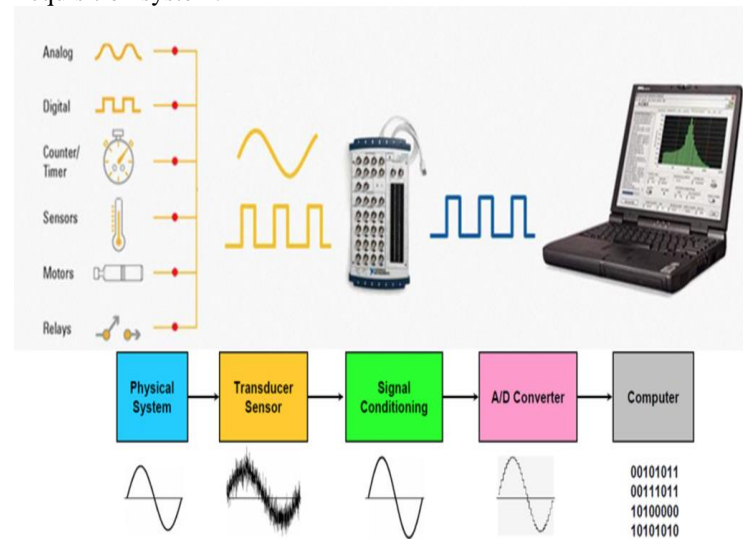 Analog
Digital
Counter/
Timer
Sensors
Motors
Relays
Physical
System
Transducer
Sensor
Signal
Conditioning
A/D Converter
Computer
00101011
00111011
10100000
10101010